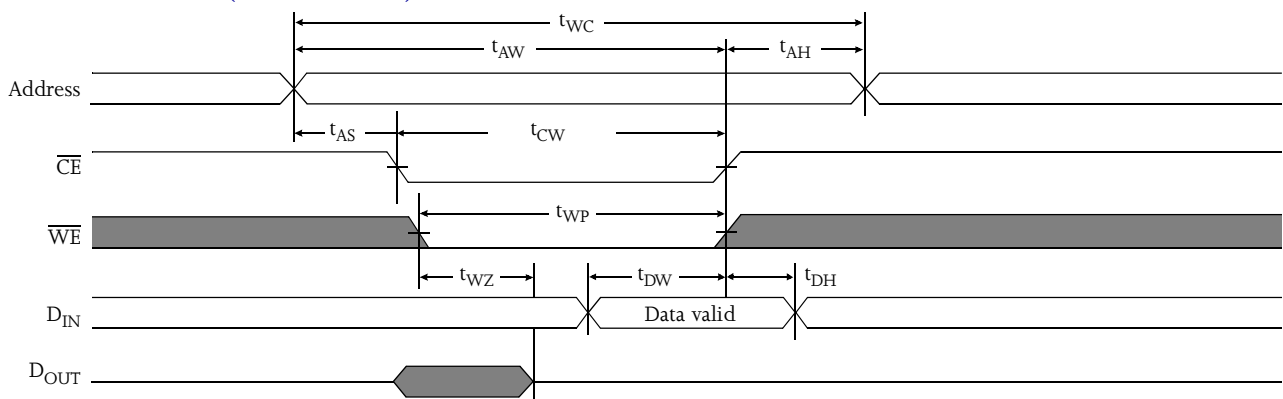 tWC
tAW tAH
Address
tAS tCW
CE
tWP
WE
tWZ tDW tDH
DIN Data valid
DOUT